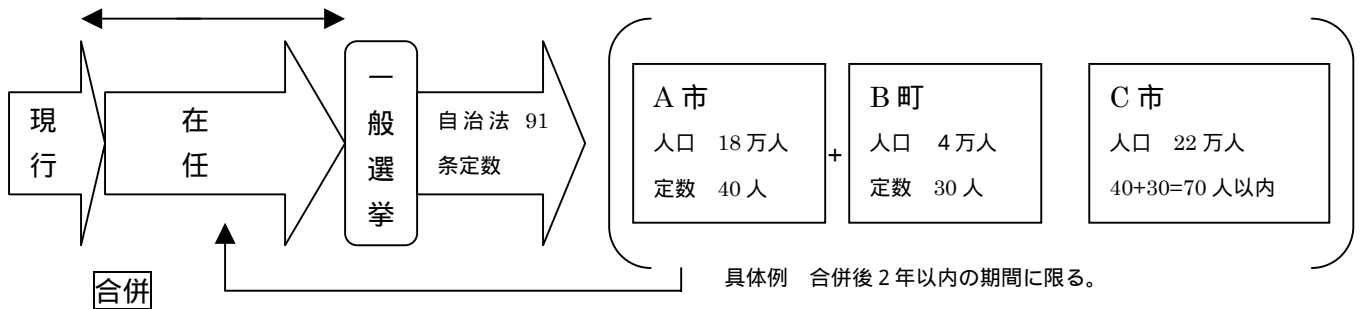 現行
在任
一般選挙
自治法 91
条定数
A 市
人口 18 万人
定数 40 人
+
B 町
人口 4 万人
定数 30 人
C 市
人口 22 万人
40+30=70 人以内
具体例 合併後 2 年以内の期間に限る。
合併